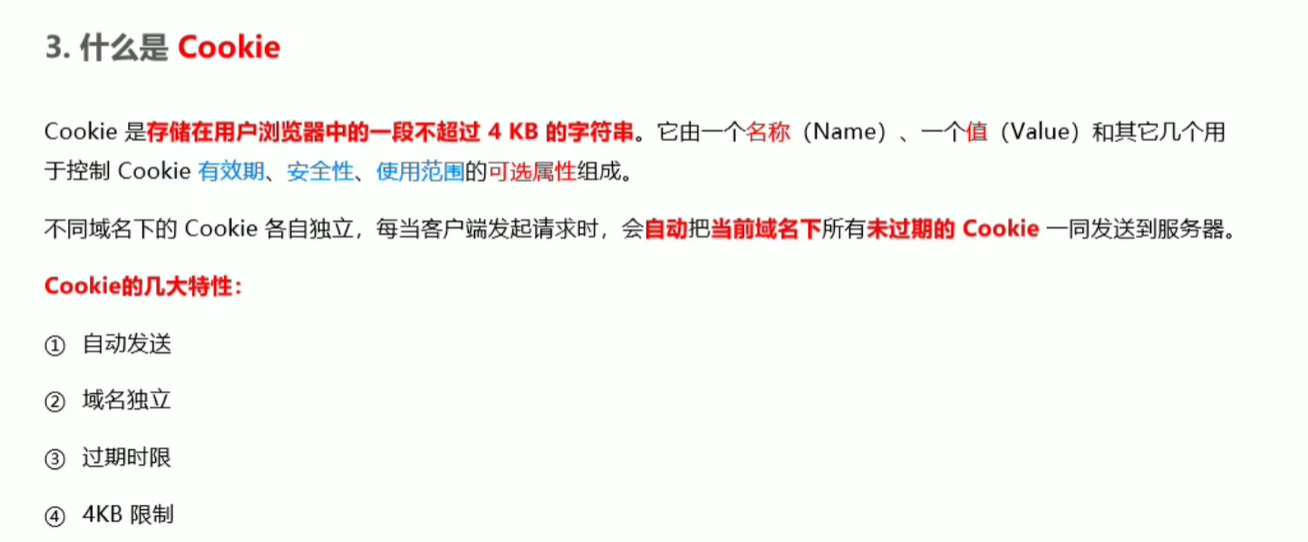 3. 什么是 Cookie
Cookie 是存储在用户浏览器中的一段不超过 4 KB 的字符串。它由一个名称（Name）、一个值（Value）和其它几个用
于控制 Cookie 有效期、安全性、使用范围的可选属性组成。
不同域名下的 Cookie 各自独立，每当客户端发起请求时，会自动把当前域名下所有未过期的 Cookie 一同发送到服务器。
Cookie的几大特性：
① 自动发送
② 域名独立
③ 过期时限
④ 4KB 限制